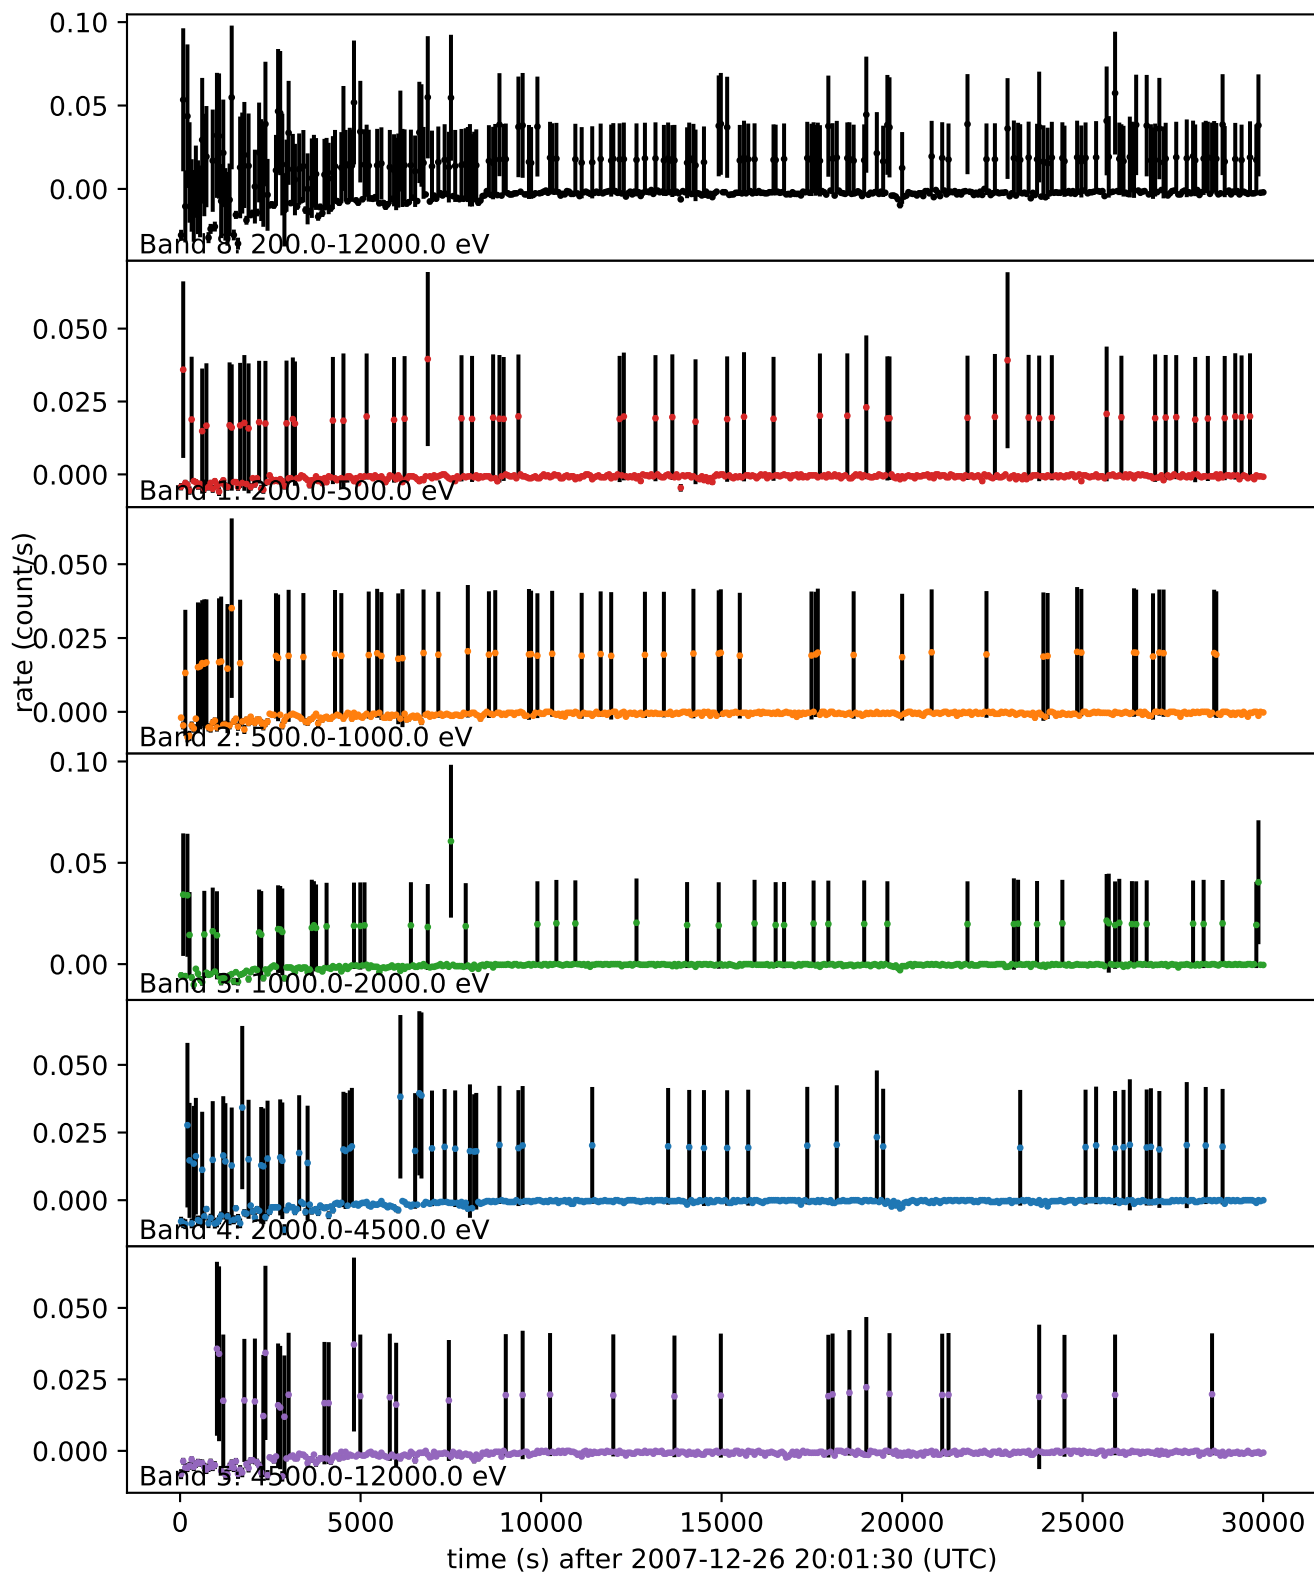 0.10
0.05
0.00
Band 8: 200.0-12000.0 eV
0.050
0.025
0.000
Band 1: 200.0-500.0 eV
rate (count/s)
0.050
0.025
0.000
Band 2: 500.0-1000.0 eV
0.10
0.05
0.00
Band 3: 1000.0-2000.0 eV
0.050
0.025
0.000
Band 4: 2000.0-4500.0 eV
0.050
0.025
0.000
Band 5: 4500.0-12000.0 eV
0 5000 10000 15000 20000 25000 30000
time (s) after 2007-12-26 20:01:30 (UTC)